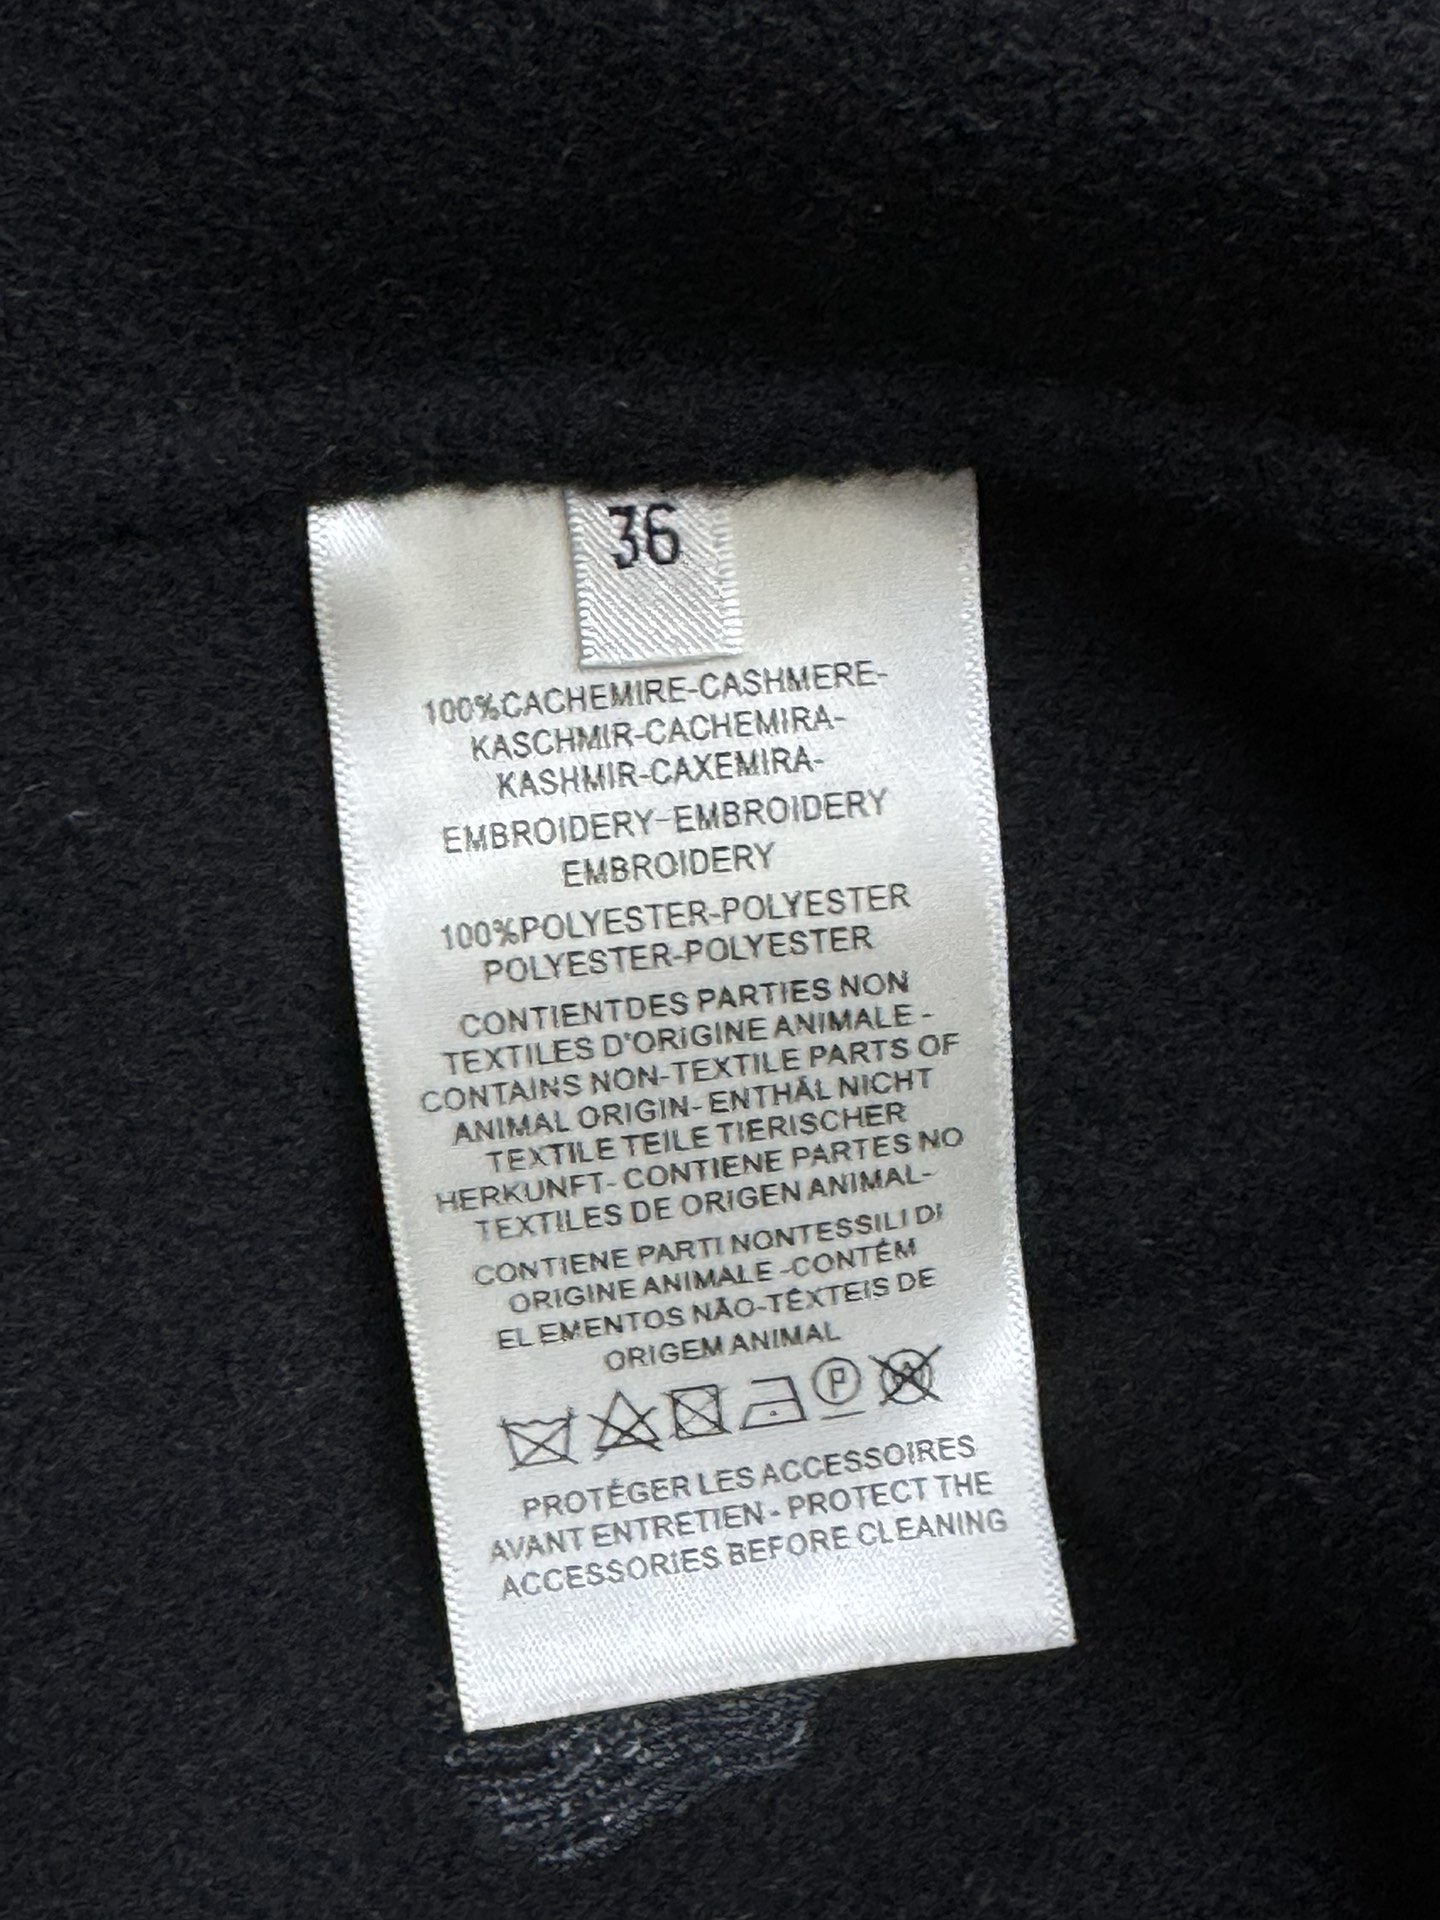 36
100%CACHEMIRE-CASHMERE-
KASCHMIR-CACHEMIRA-
KASHMIR-CAXEMIRA-
EMBROIDERY-EMBROIDERY
EMBROIDERY
100%POLYESTER-POLYESTER
POLYESTER-POLYESTER
CONTIENTDES PARTIES NON
TEXTILES D'ORIGINE ANIMALE -
CONTAINS NON-TEXTILE PARTS OF
ANIMAL ORIGIN- ENTHÄL NICHT
TEXTILE TEILE TIERISCHER
HERKUNFT- CONTIENE PARTES NO
TEXTILES DE ORIGEN ANIMAL-
CONTIENE PARTI NONTESSILI DI
ORIGINE ANIMALE -CONTÉM
ELEMENTOS NÃO-TÊXTEIS DE
ORIGEM ANIMAL
P W
PROTÉGER LES ACCESSOIRES
AVANT ENTRETIEN - PROTECT THE
ACCESSORIES BEFORE CLEANING